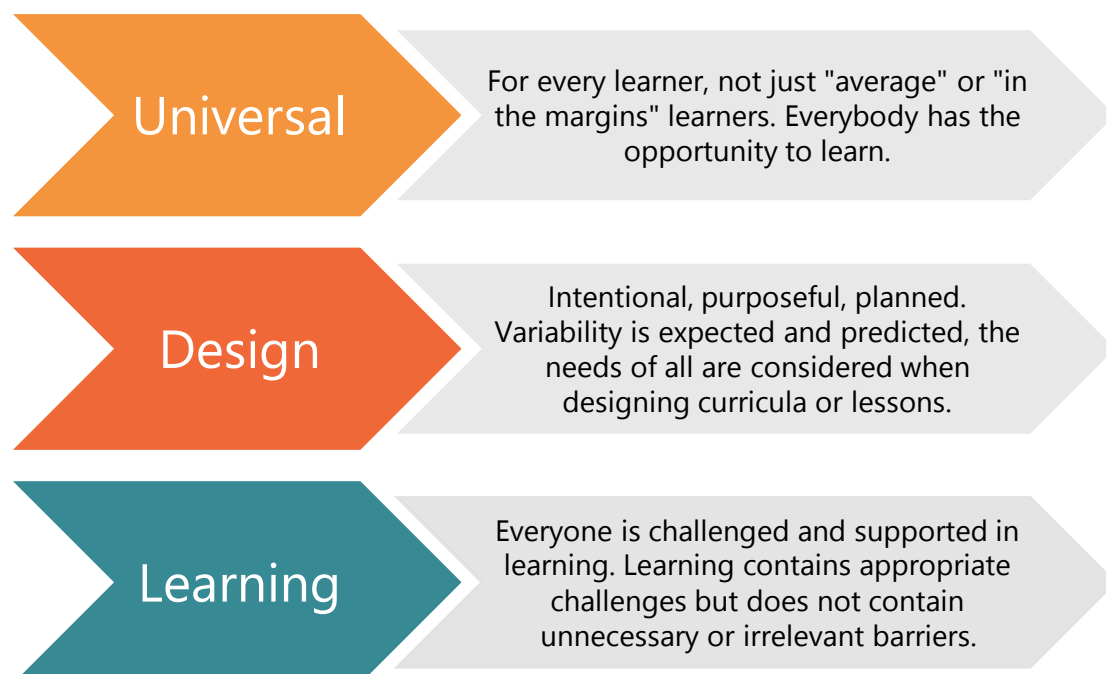 Universal
For every learner, not just "average" or "in
the margins" learners. Everybody has the
opportunity to learn.
Design
Intentional, purposeful, planned.
Variability is expected and predicted, the
needs of all are considered when
designing curricula or lessons.
Learning
Everyone is challenged and supported in
learning. Learning contains appropriate
challenges but does not contain
unnecessary or irrelevant barriers.